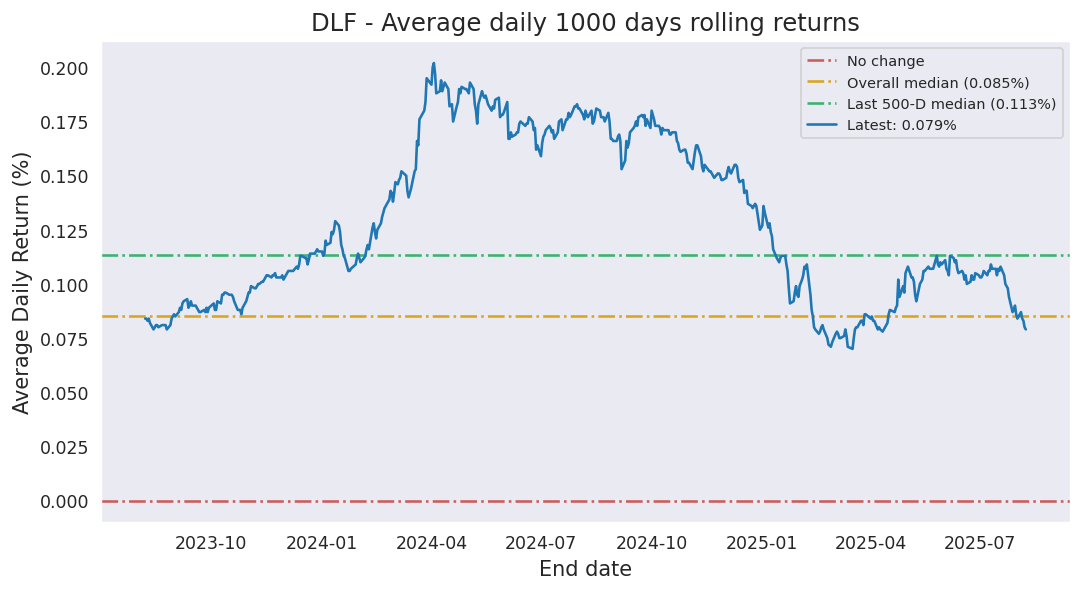 DLF - Average daily 1000 days rolling returns
No change
Overall median (0.085%)
Last 500-D median (0.113%)
Latest: 0.079%
Average Daily Return (%)
0.200
0.175
0.150
0.125
0.100
0.075
0.050
0.025
0.000
2023-10 2024-01 2024-04 2024-07 2024-10 2025-01 2025-04 2025-07
End date